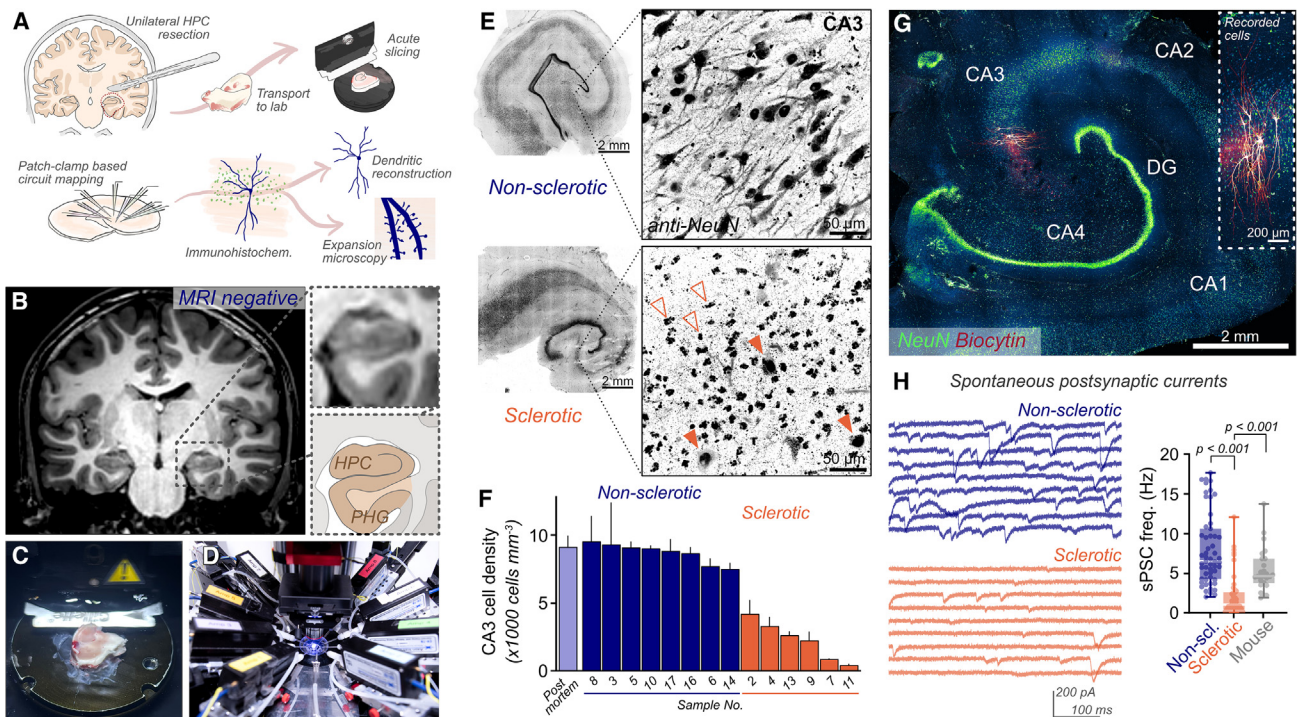 A
Unilateral HPC
resection
Acute
slicing
Transport
to lab
Patch-clamp based
circuit mapping
Dendritic
reconstruction
Immunohistochem.
Expansion
microscopy
B
MRI negative
HPC
PHG
C
D
E
CA3
2 mm
Non-sclerotic
anti-NeuN
50 µm
2 mm
Sclerotic
50 µm
F
Non-sclerotic
Sclerotic
CA3 cell density
(x1000 cells mm-3)
10
5
0
Post
mortem
8
3
5
10
17
16
6
14
2
4
13
9
7
11
Sample No.
G
Recorded
cells
CA2
CA3
DG
CA4
200 µm
CA1
NeuN Biocytin
2 mm
H
Spontaneous postsynaptic currents
Non-sclerotic
Sclerotic
200 pA
100 ms
p < 0.001
p < 0.001
sPSC freq. (Hz)
20
15
10
5
0
Non-scl.
Sclerotic
Mouse